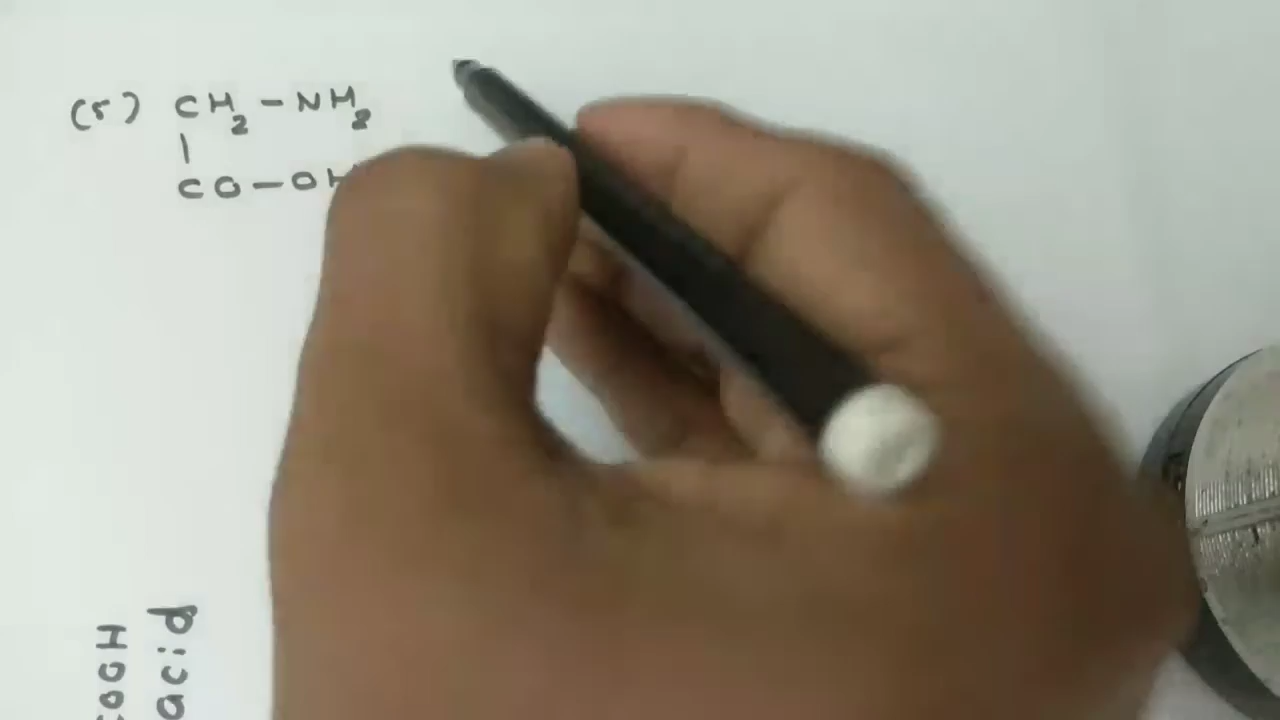 (5) CH₂-NH₂
|
CO-OH
COOH
acid